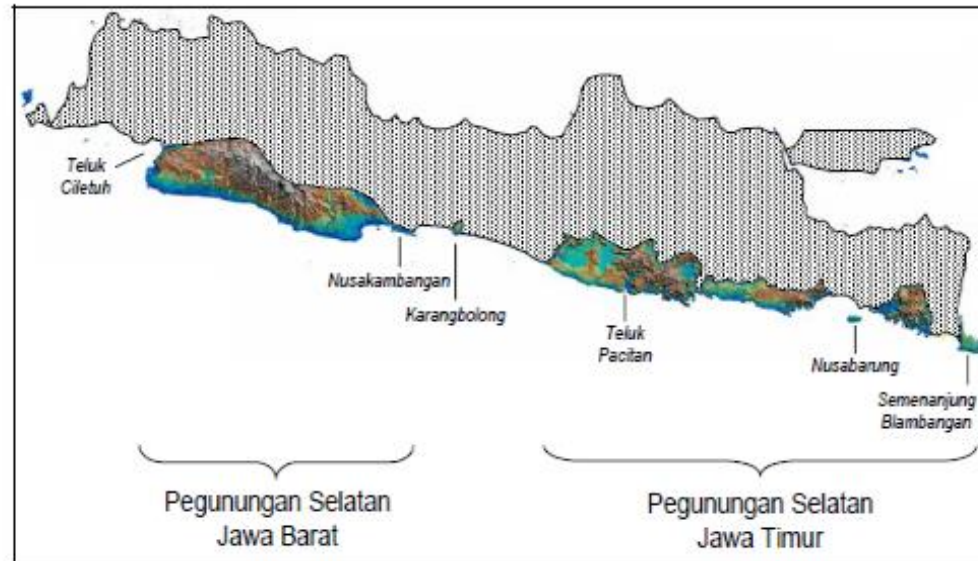 Teluk
Ciletuh
Nusakambangan
Karangbolong
Teluk
Pacitan
Nusabarung
Semenanjung
Blambangan
Pegunungan Selatan
Jawa Barat
Pegunungan Selatan
Jawa Timur